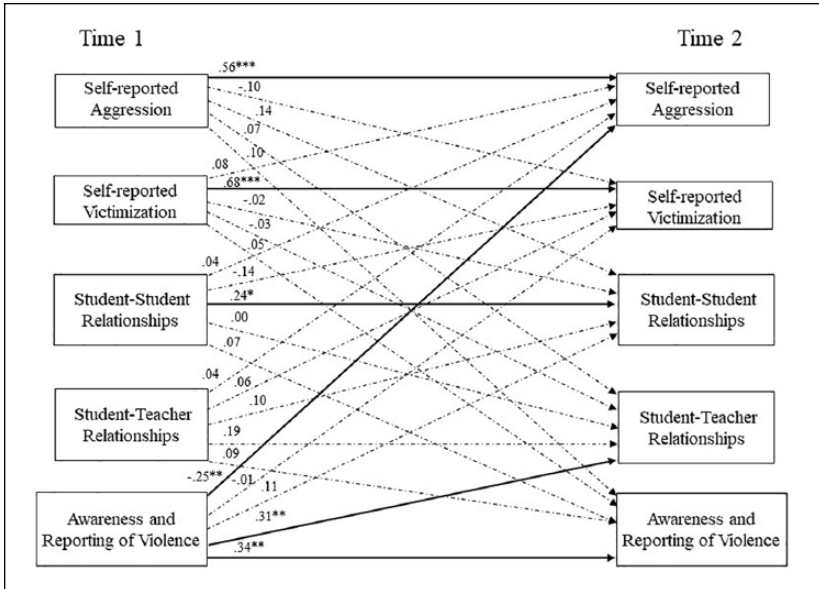 Time 1
Time 2
.56***
Self-reported
Aggression
-.10
.14
.07
.10
Self-reported
Aggression
.08
.68***
Self-reported
Victimization
-.02
-.03
.05
Self-reported
Victimization
.04
-.14
.24*
Student-Student
Relationships
.00
.07
Student-Student
Relationships
.04
.06
.10
Student-Teacher
Relationships
.19
.09
Student-Teacher
Relationships
-.25**
-.01
.11
.31**
.34**
Awareness and
Reporting of Violence
Awareness and
Reporting of Violence